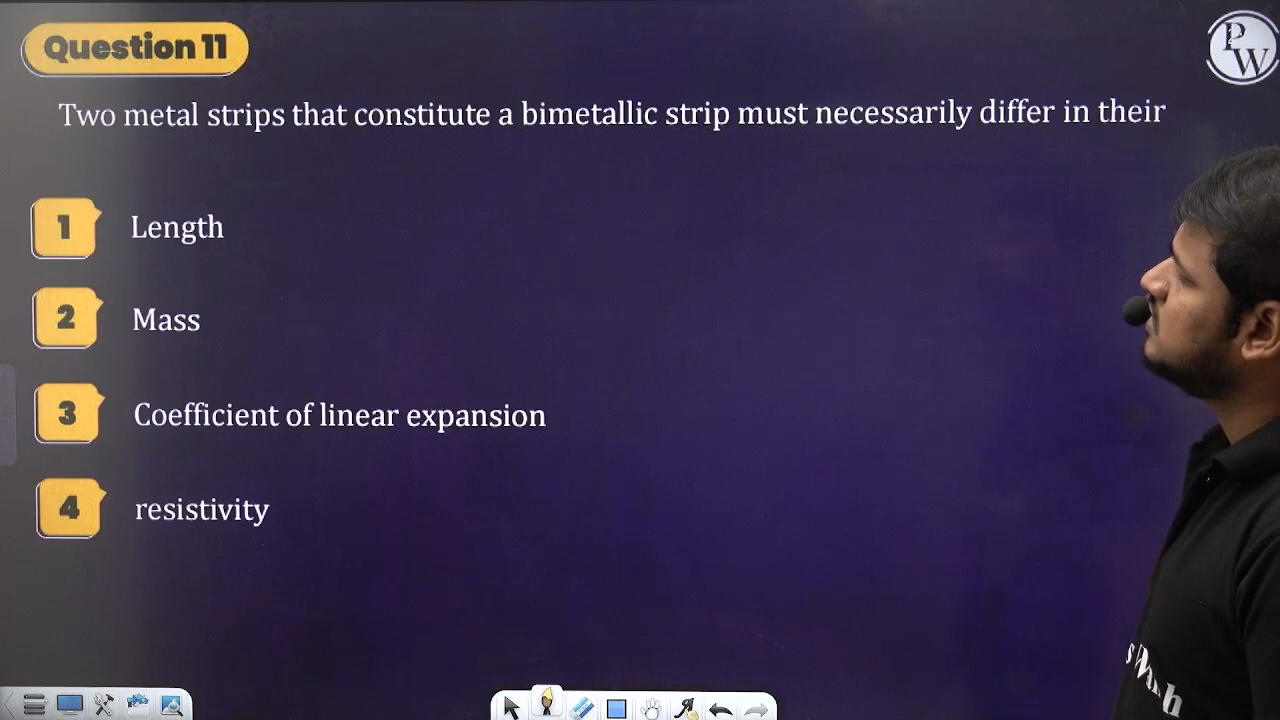 Question 11
PW
Two metal strips that constitute a bimetallic strip must necessarily differ in their
1 Length
2 Mass
3 Coefficient of linear expansion
4 resistivity